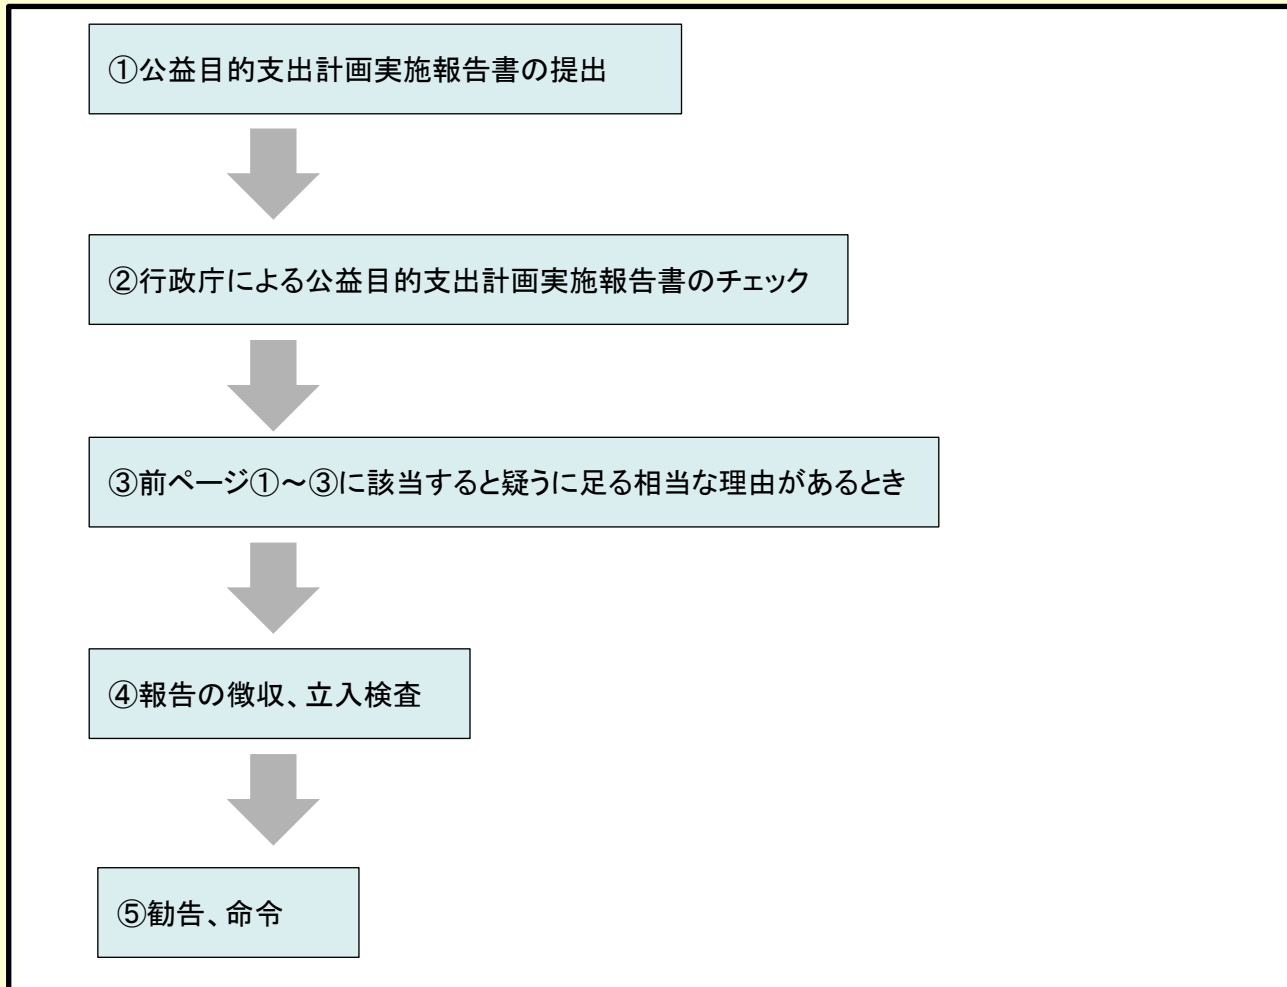 ①公益目的支出計画実施報告書の提出
②行政庁による公益目的支出計画実施報告書のチェック
③前ページ①～③に該当すると疑うに足る相当な理由があるとき
④報告の徴収、立入検査
⑤勧告、命令